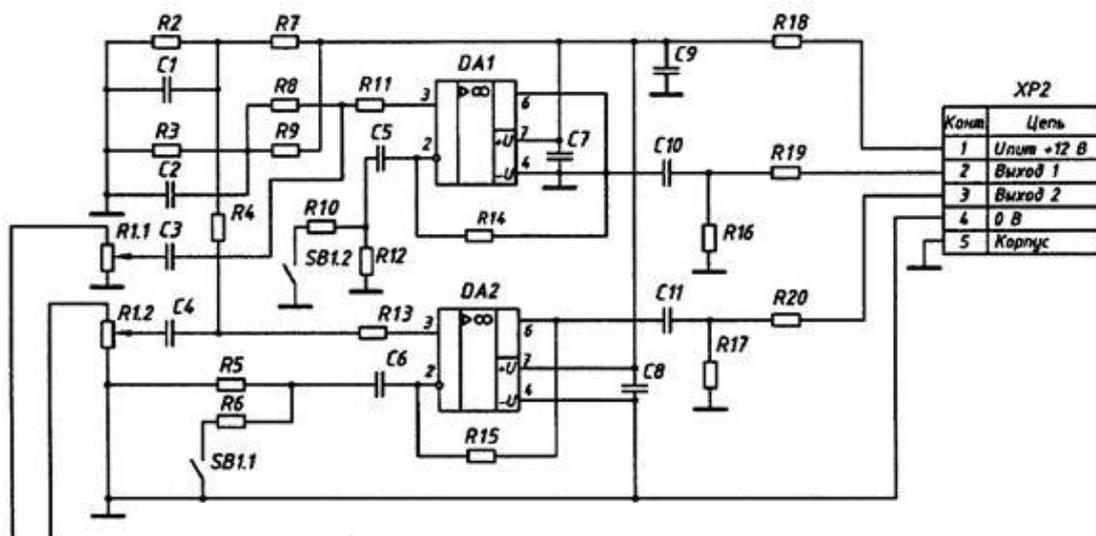 R2
R7
R18
C1
DA1
C9
XP2
R8
R11
3
6
Конт.
Цепь
R3
R9
C5
2
+U
7
C7
C10
R19
1
Uпит +12 В
C2
-U
4
2
Выход 1
R4
R10
R14
3
Выход 2
R1.1
C3
SB1.2
R12
R16
4
0 В
5
Корпус
DA2
R1.2
C4
R13
3
6
C11
R20
R5
C6
2
+U
7
C8
R17
R6
-U
4
SB1.1
R15